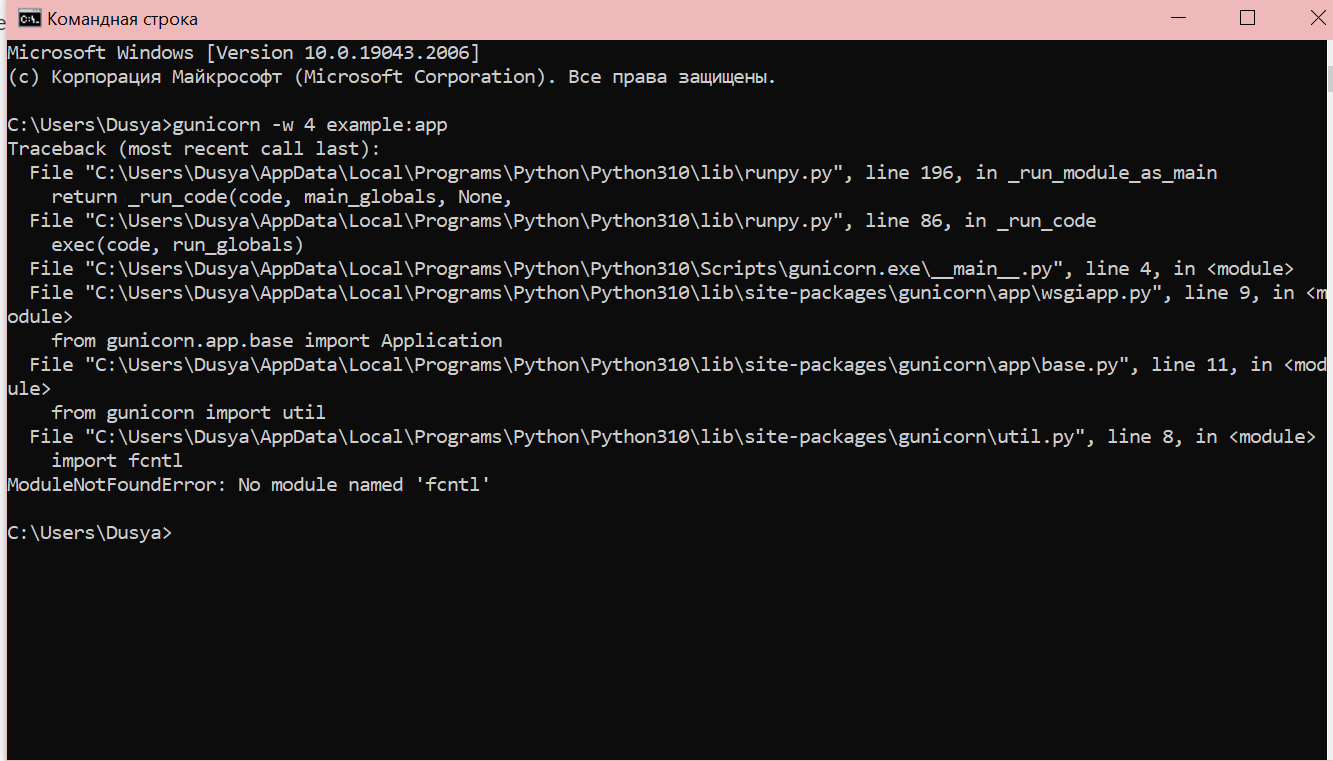 Командная строка
Microsoft Windows [Version 10.0.19043.2006]
(c) Корпорация Майкрософт (Microsoft Corporation). Все права защищены.
C:\Users\Dusya>gunicorn -w 4 example:app
Traceback (most recent call last):
  File "C:\Users\Dusya\AppData\Local\Programs\Python\Python310\lib\runpy.py", line 196, in _run_module_as_main
    return _run_code(code, main_globals, None,
  File "C:\Users\Dusya\AppData\Local\Programs\Python\Python310\lib\runpy.py", line 86, in _run_code
    exec(code, run_globals)
  File "C:\Users\Dusya\AppData\Local\Programs\Python\Python310\Scripts\gunicorn.exe\__main__.py", line 4, in <module>
  File "C:\Users\Dusya\AppData\Local\Programs\Python\Python310\lib\site-packages\gunicorn\app\wsgiapp.py", line 9, in <m
odule>
    from gunicorn.app.base import Application
  File "C:\Users\Dusya\AppData\Local\Programs\Python\Python310\lib\site-packages\gunicorn\app\base.py", line 11, in <mod
ule>
    from gunicorn import util
  File "C:\Users\Dusya\AppData\Local\Programs\Python\Python310\lib\site-packages\gunicorn\util.py", line 8, in <module>
    import fcntl
ModuleNotFoundError: No module named 'fcntl'
C:\Users\Dusya>